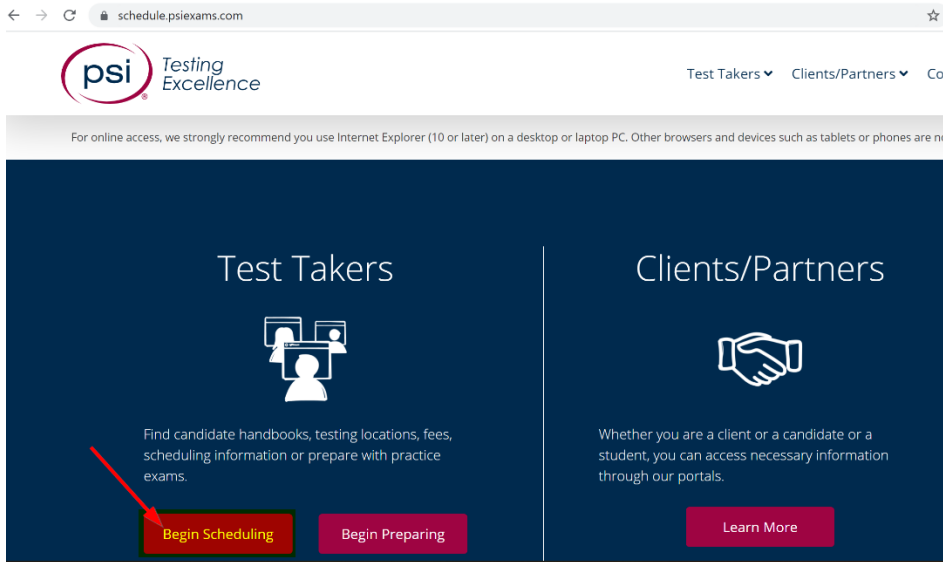 schedule.psiexams.com
psi
Testing
Excellence
®
Test Takers Clients/Partners
For online access, we strongly recommend you use Internet Explorer (10 or later) on a desktop or laptop PC. Other browsers and devices such as tablets or phones are
Test Takers
Find candidate handbooks, testing locations, fees,
scheduling information or prepare with practice
exams.
Begin Scheduling
Begin Preparing
Clients/Partners
Whether you are a client or a candidate or a
student, you can access necessary information
through our portals.
Learn More